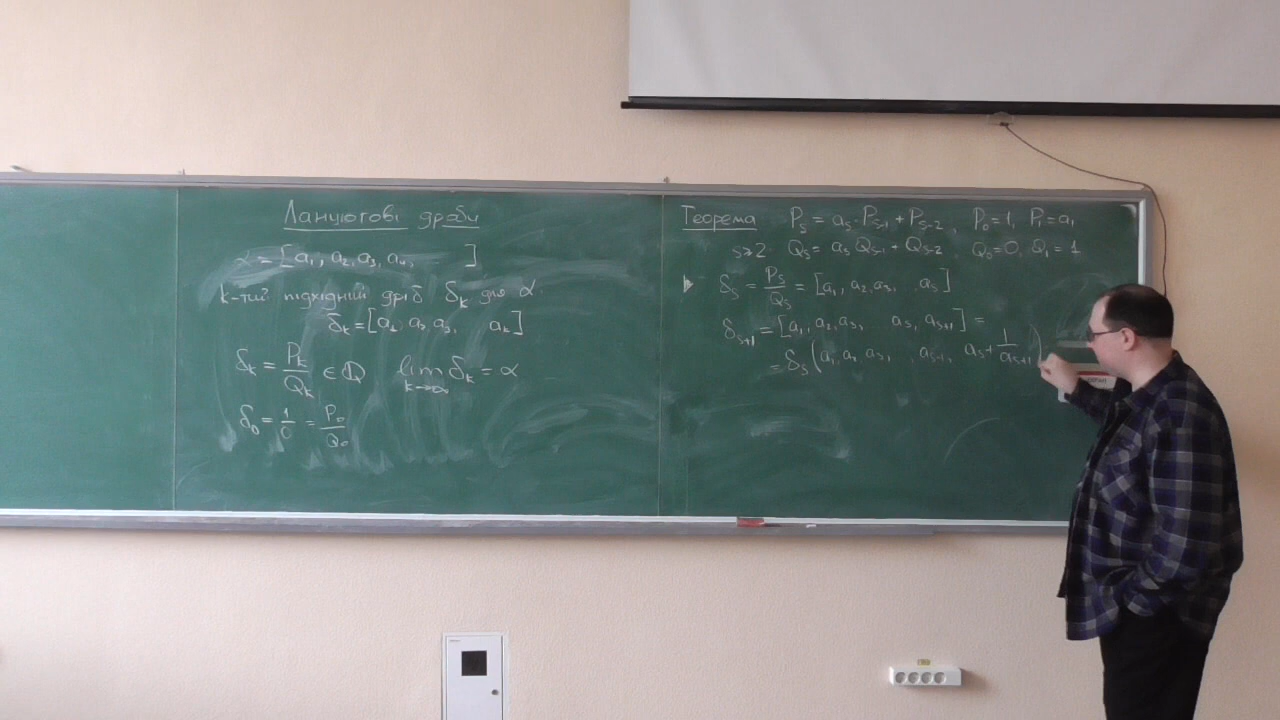 Ланцюгові дроби
α = [a₁, a₂, a₃, a₄, ]
k-тий підхідний дріб δₖ для α
δₖ = [a₁, a₂, a₃, aₖ]
δₖ = Pₖ/Qₖ ∈ ℚ lim k→∞ δₖ = α
δ₀ = 1/0 = P₀/Q₀
Теорема Pₛ = aₛ·Pₛ₋₁ + Pₛ₋₂, P₀ = 1, P₁ = a₁
s≥2 Qₛ = aₛ Qₛ₋₁ + Qₛ₋₂ Q₀ = 0, Q₁ = 1
δₛ = Pₛ/Qₛ = [a₁, a₂, a₃, aₛ]
δₛ₊₁ = [a₁, a₂, a₃, aₛ, aₛ₊₁] =
= δₛ(a₁, a₂, a₃, aₛ₋₁, aₛ + 1/aₛ₊₁)